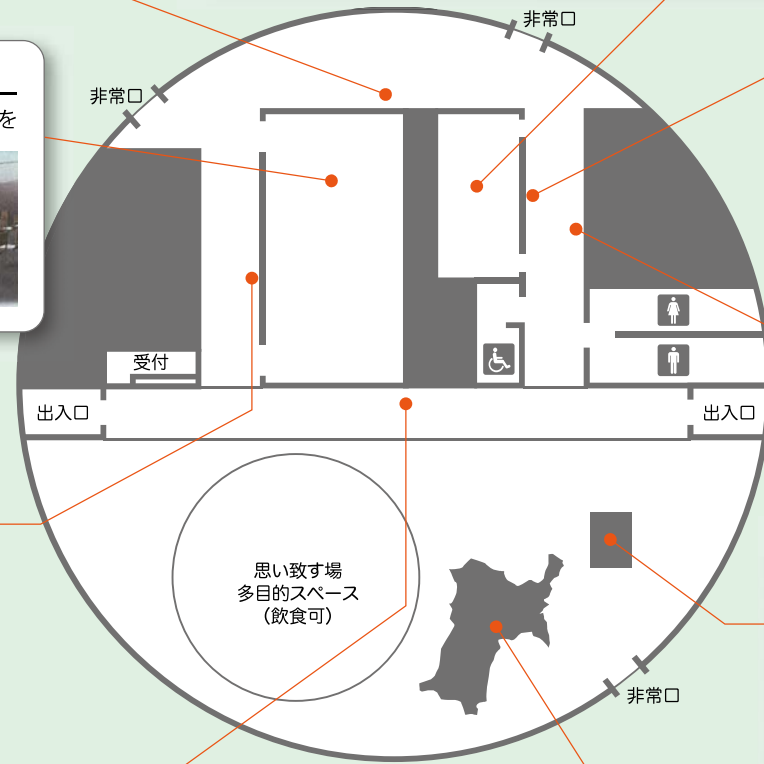 非常口
非常口
を
受付
出入口
出入口
思い致す場
多目的スペース
（飲食可）
非常口